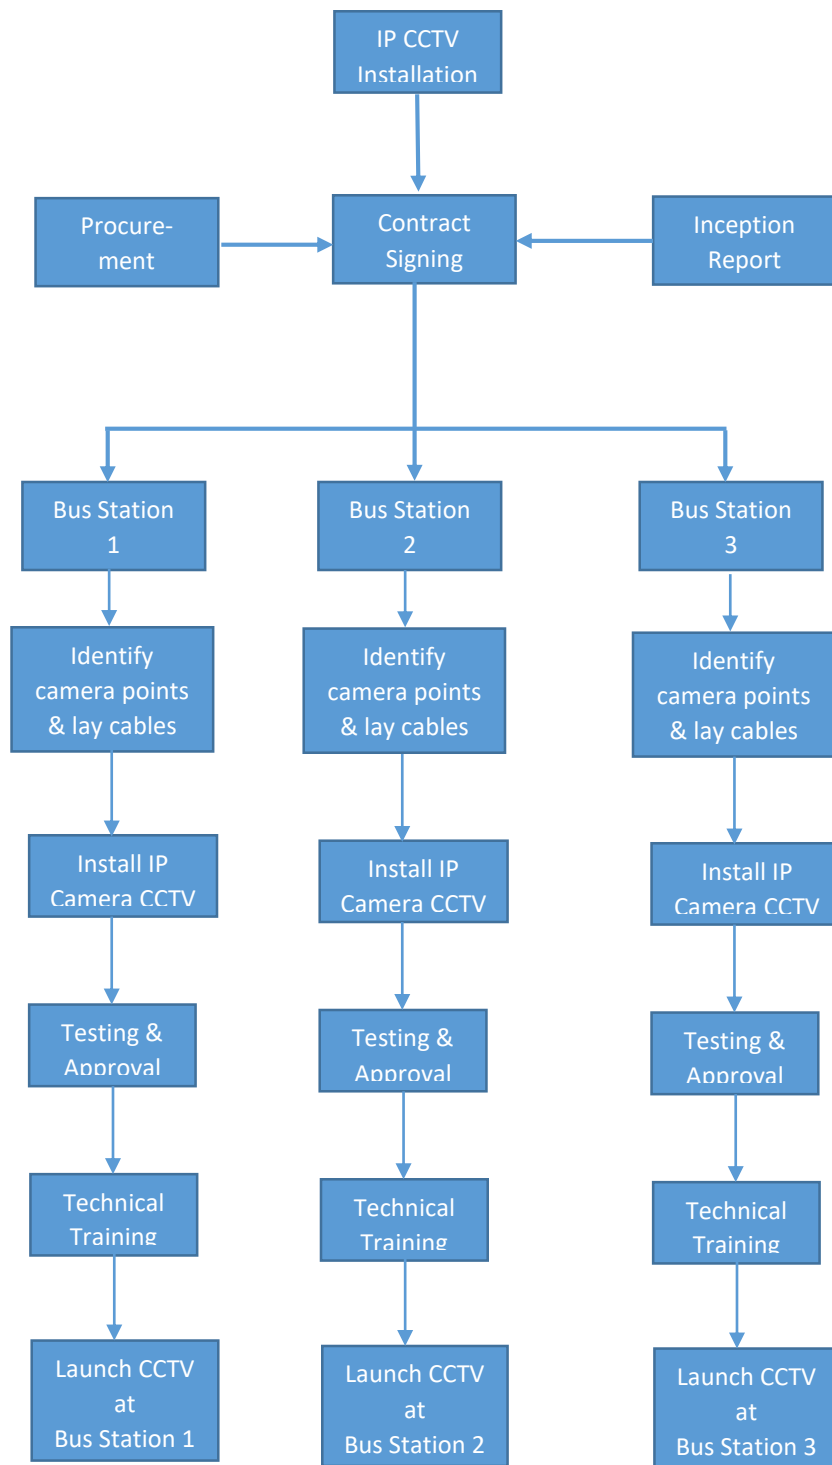 IP CCTV
Installation
Procure-
ment
Contract
Signing
Inception
Report
Bus Station
1
Bus Station
2
Bus Station
3
Identify
camera points
& lay cables
Identify
camera points
& lay cables
Identify
camera points
& lay cables
Install IP
Camera CCTV
Install IP
Camera CCTV
Install IP
Camera CCTV
Testing &
Approval
Testing &
Approval
Testing &
Approval
Technical
Training
Technical
Training
Technical
Training
Launch CCTV
at
Bus Station 1
Launch CCTV
at
Bus Station 2
Launch CCTV
at
Bus Station 3